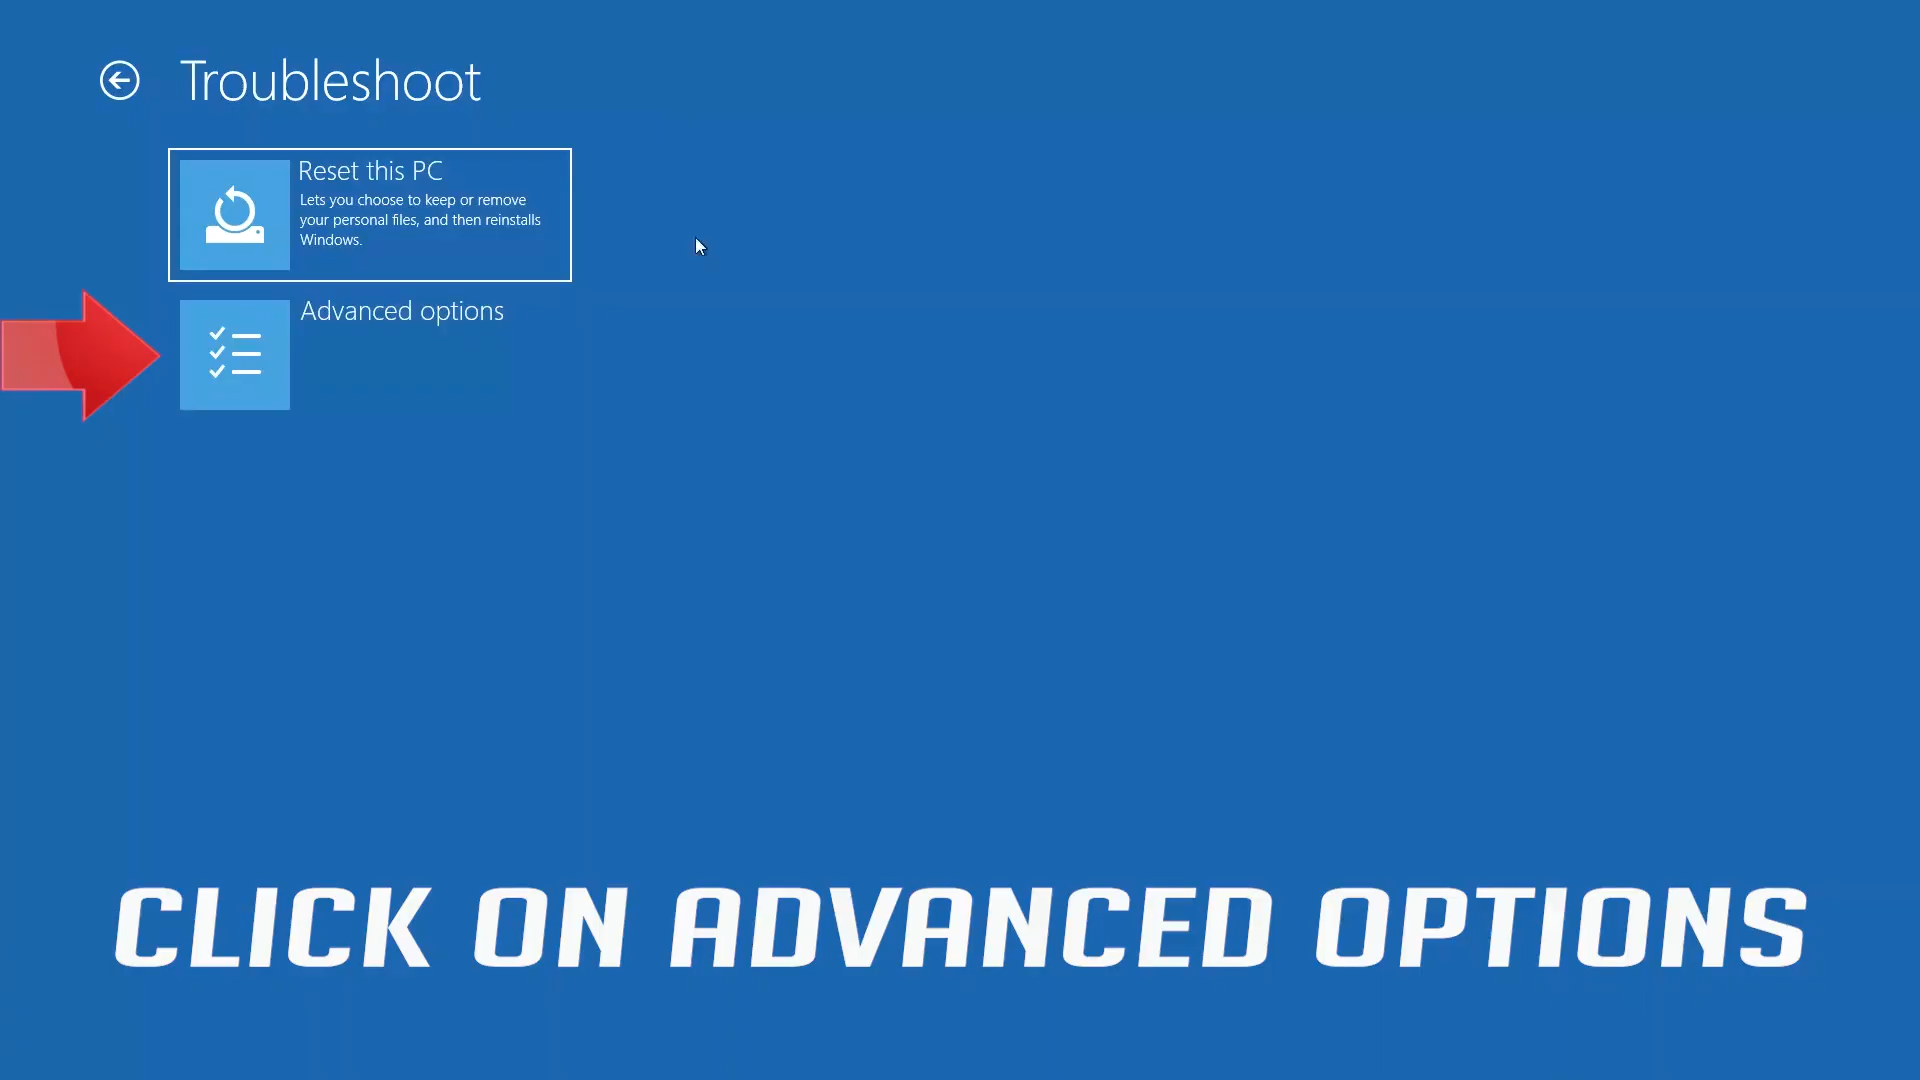 Troubleshoot
Reset this PC
Lets you choose to keep or remove
your personal files, and then reinstalls
Windows.
Advanced options
CLICK ON ADVANCED OPTIONS